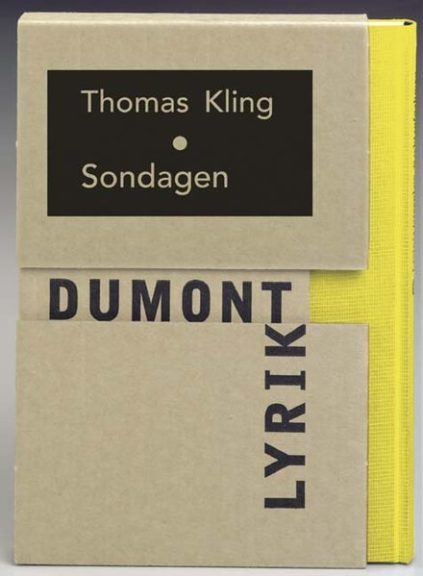 Thomas Kling
•
Sondagen
DUMONT
LYRIK